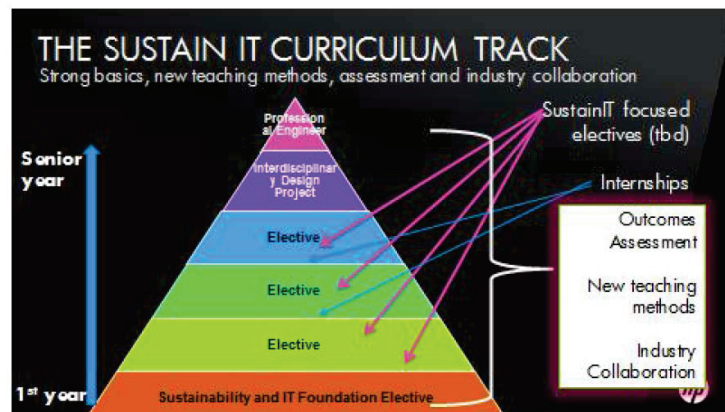 THE SUSTAIN IT CURRICULUM TRACK
Strong basics, new teaching methods, assessment and industry collaboration
Profession
al Engineer
Interdisciplinar
y Design
Project
Elective
Elective
Elective
Sustainability and IT Foundation Elective
Senior
year
1st year
SustainIT focused
electives (tbd)
Internships
Outcomes
Assessment
New teaching
methods
Industry
Collaboration
hp